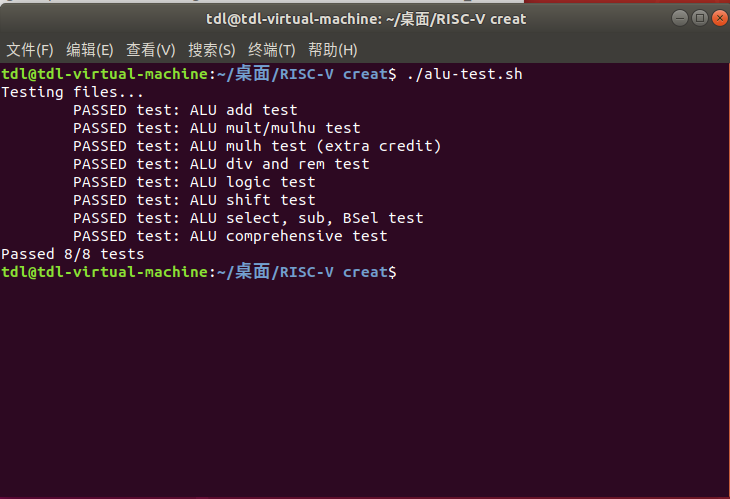 tdl@tdl-virtual-machine: ~/桌面/RISC-V creat
文件(F) 编辑(E) 查看(V) 搜索(S) 终端(T) 帮助(H)
tdl@tdl-virtual-machine:~/桌面/RISC-V creat$ ./alu-test.sh
Testing files...
PASSED test: ALU add test
PASSED test: ALU mult/mulhu test
PASSED test: ALU mulh test (extra credit)
PASSED test: ALU div and rem test
PASSED test: ALU logic test
PASSED test: ALU shift test
PASSED test: ALU select, sub, BSel test
PASSED test: ALU comprehensive test
Passed 8/8 tests
tdl@tdl-virtual-machine:~/桌面/RISC-V creat$